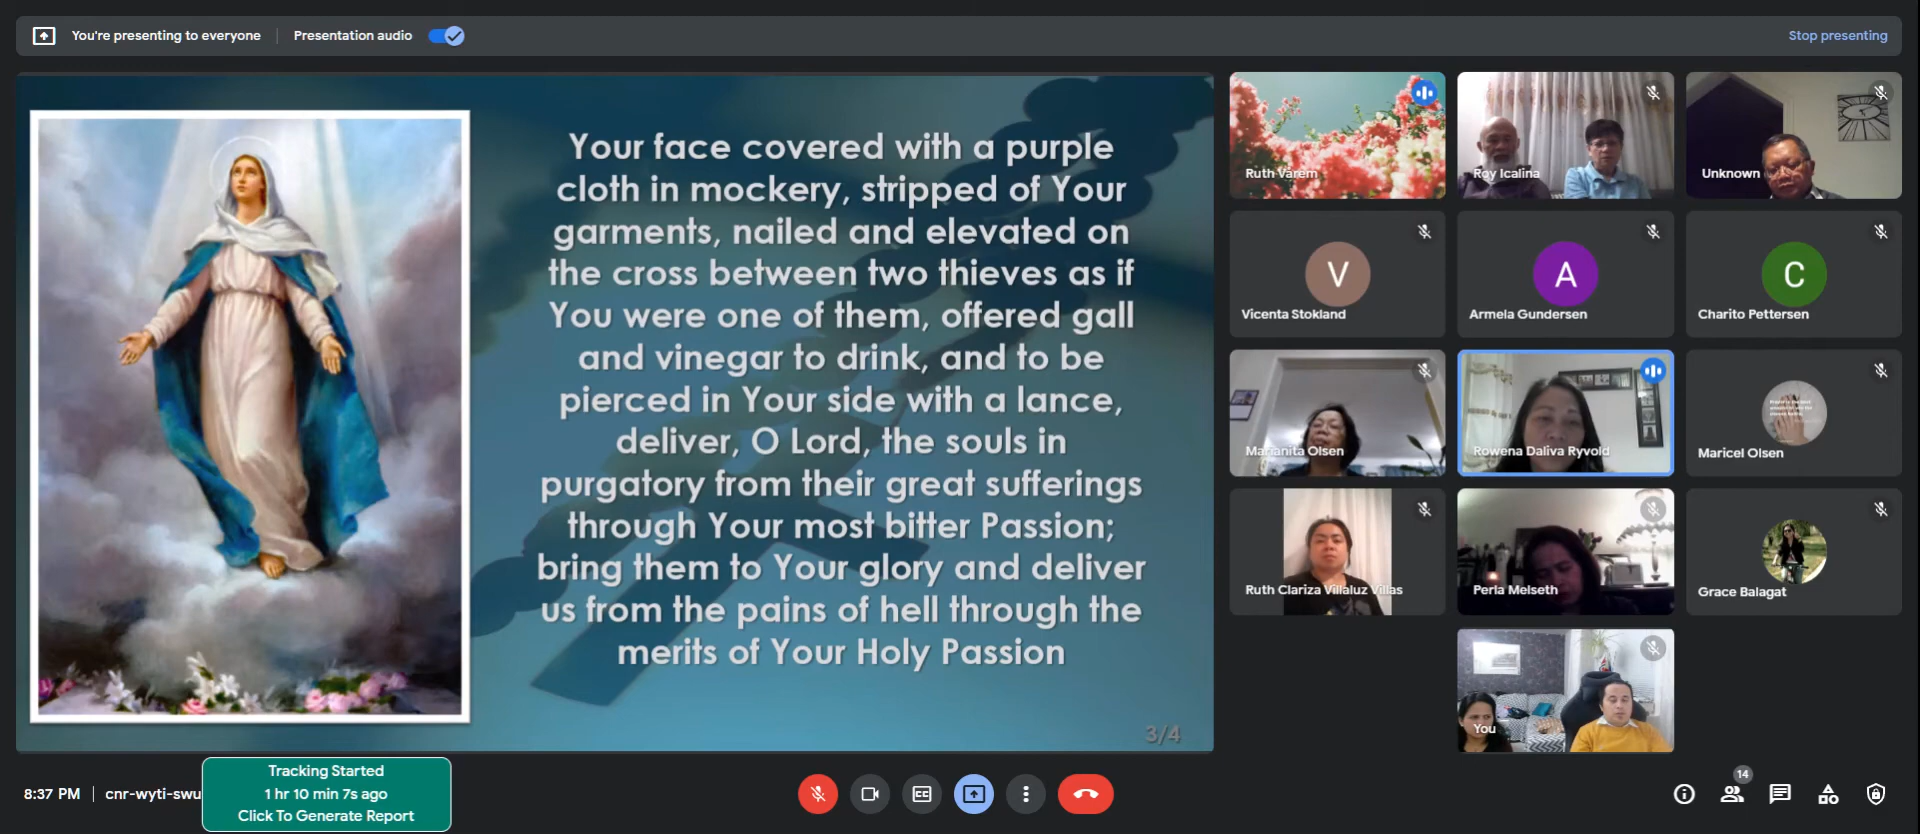 You're presenting to everyone
Presentation audio
Stop presenting
Your face covered with a purple
cloth in mockery, stripped of Your
garments, nailed and elevated on
the cross between two thieves as if
You were one of them, offered gall
and vinegar to drink, and to be
pierced in Your side with a lance,
deliver, O Lord, the souls in
purgatory from their great sufferings
through Your most bitter Passion;
bring them to Your glory and deliver
us from the pains of hell through the
merits of Your Holy Passion
3/4
Ruth Varem
Roy Icalina
Unknown
V
Vicenta Stokland
A
Armela Gundersen
C
Charito Pettersen
Marianita Olsen
Rowena Daliva Ryvold
Maricel Olsen
Ruth Clariza Villaluz Villas
Perla Melseth
Grace Balagat
You
8:37 PM
cnr-wyti-swu
Tracking Started
1 hr 10 min 7s ago
Click To Generate Report
CC
14